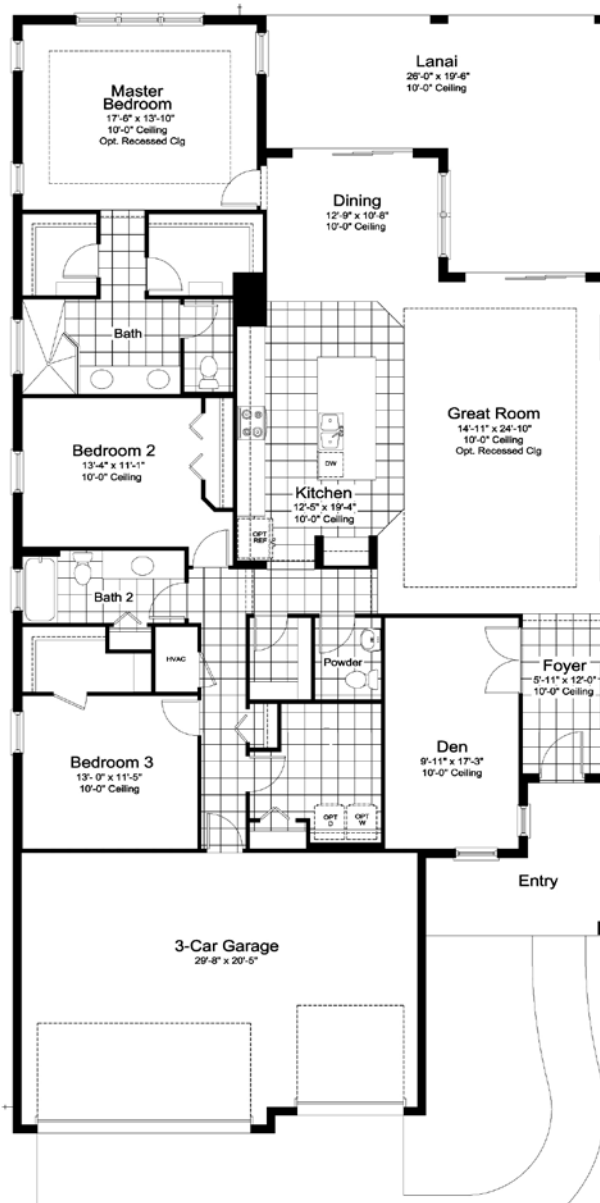 Master
Bedroom
17'-6" x 13'-10"
10'-0" Ceiling
Opt. Recessed Clg
Lanai
26'-0" x 19'-6"
10'-0" Ceiling
Dining
12'-9" x 10'-8"
10'-0" Ceiling
Bath
Great Room
14'-11" x 24'-10"
10'-0" Ceiling
Opt. Recessed Clg
Bedroom 2
13'-4" x 11'-1"
10'-0" Ceiling
DW
Kitchen
12'-5" x 19'-4"
10'-0" Ceiling
OPT
REF
Bath 2
HVAC
Powder
Foyer
5'-11" x 12'-0"
10'-0" Ceiling
Bedroom 3
13'- 0" x 11'-5"
10'-0" Ceiling
Den
9'-11" x 17'-3"
10'-0" Ceiling
OPT
D
OPT
W
Entry
3-Car Garage
29'-8" x 20'-5"